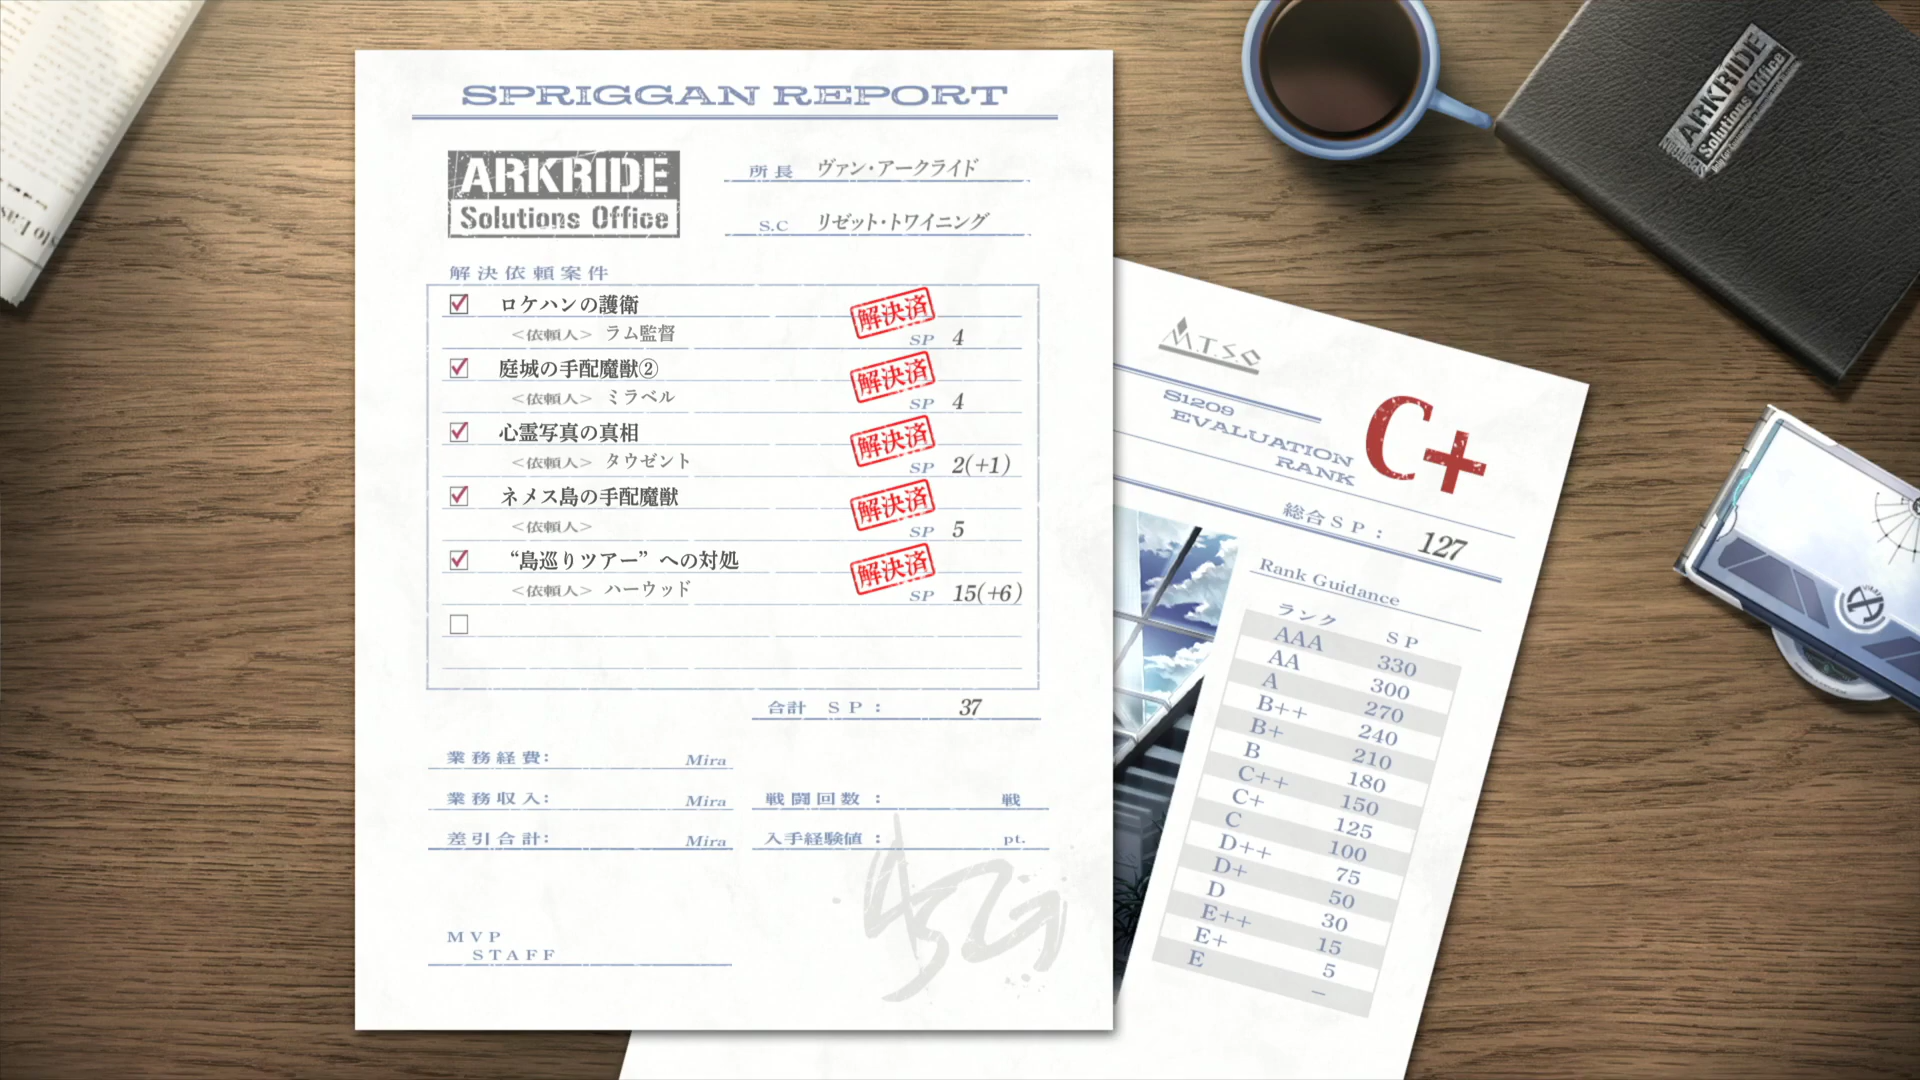 SPRIGGAN REPORT
ARKRIDE
Solutions Office
所長 ヴァン・アークライド
S.C リゼット・トワイニング
解決依頼案件
ロケハンの護衛
<依頼人> ラム監督
解決済
SP 4
庭城の手配魔獣②
<依頼人> ミラベル
解決済
SP 4
心霊写真の真相
<依頼人> タウゼント
解決済
SP 2(+1)
ネメス島の手配魔獣
<依頼人>
解決済
SP 5
“島巡りツアー”への対処
<依頼人> ハーウッド
解決済
SP 15(+6)
合計 SP: 37
業務経費: Mira
業務収入: Mira
差引合計: Mira
戦闘回数: 戦
入手経験値: pt.
MVP
STAFF
M.T.S.O
S1209
EVALUATION
RANK
C+
総合SP: 127
Rank Guidance
ランク SP
AAA 330
AA 300
A 270
B++ 240
B+ 210
B 180
C++ 150
C+ 125
C 100
D++ 75
D+ 50
D 30
E++ 15
E+ 5
E –
ARKRIDE
Solutions Office